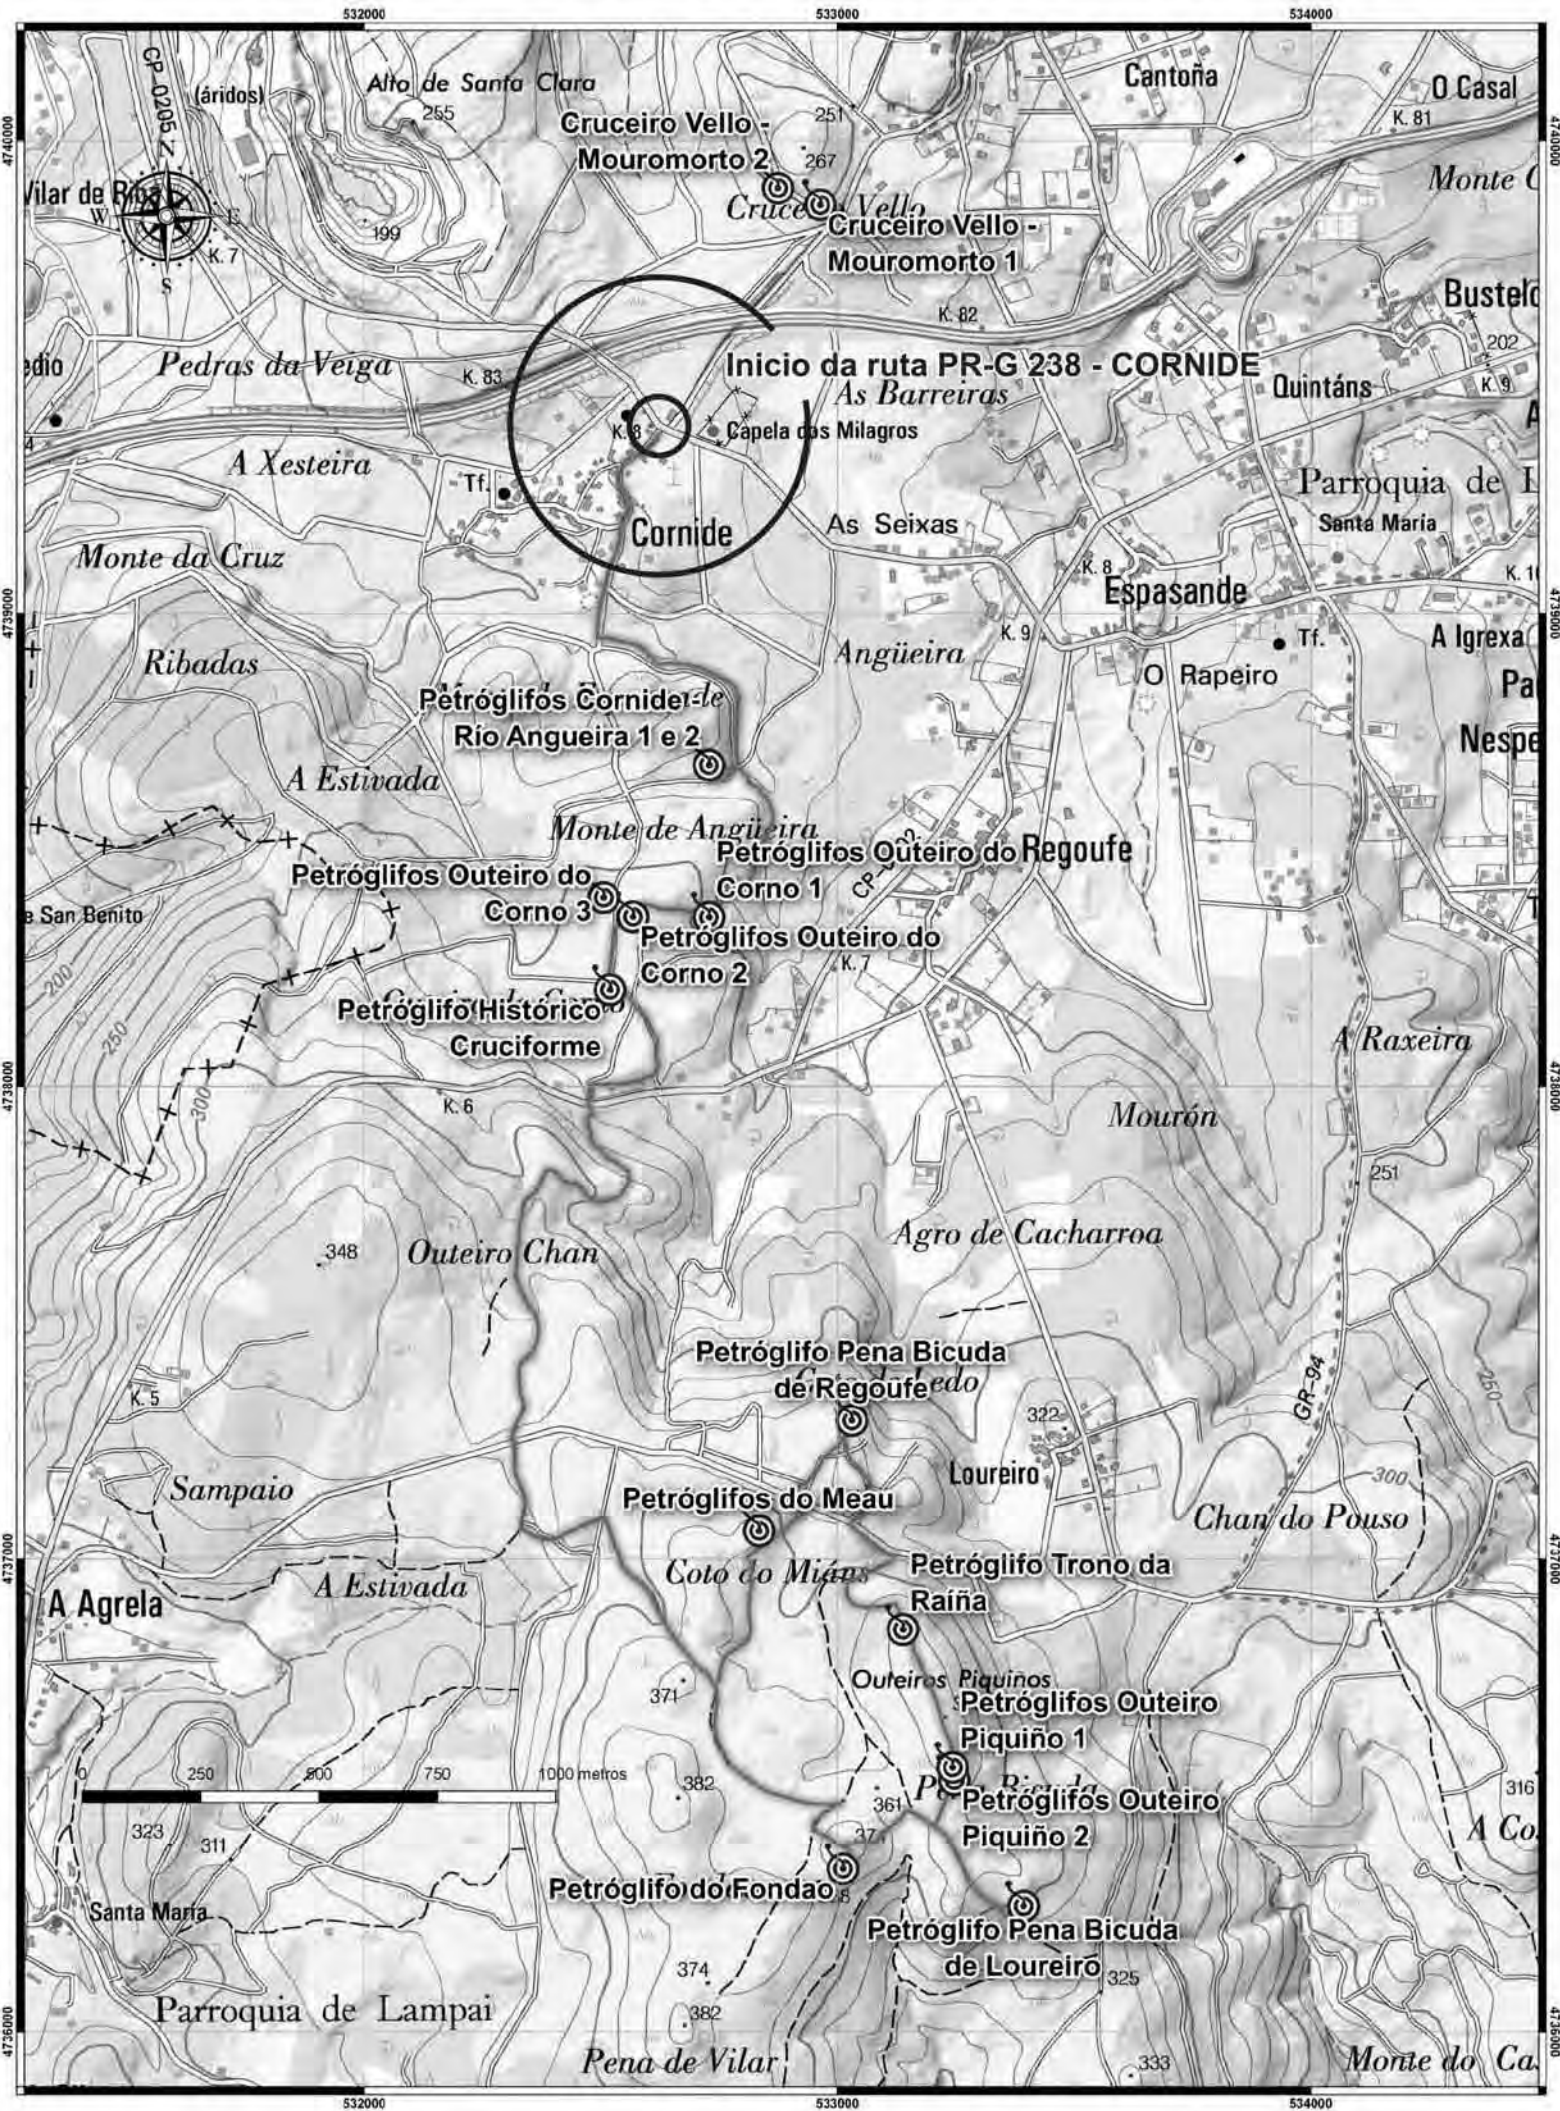 532000
533000
534000
CP-0205
(áridos)
Alto de Santa Clara
255
251
Cantoña
O Casal
K. 81
Cruceiro Vello -
Mouromorto 2
267
4740000
4740000
Vilar de
W
E
S
K. 7
199
Cruceiro Vello -
Mouromorto 1
K. 82
Pedras da Veiga
K. 83
Inicio da ruta PR-G 238 - CORNIDE
As Barreiras
Quintáns
202
K. 9
K. 8
Capela dos Milagros
A Xesteira
Tf.
Cornide
As Seixas
Parroquia de
Santa María
Monte da Cruz
K. 8
Espasande
K. 9
4739000
4739000
Tf.
A Igrexa
Ribadas
Angüeira
O Rapeiro
Petróglifos Cornide -
Río Angueira 1 e 2
A Estivada
Monte de Angüeira
Regoufe
Petróglifos Outeiro do
Corno 1
Petróglifos Outeiro do
Corno 3
San Benito
Petróglifos Outeiro do
Corno 2
K. 7
200
250
300
Petróglifo Histórico
Cruciforme
A Raxeira
4738000
4738000
K. 6
Mourón
251
Agro de Cacharroa
348
Outeiro Chan
Petróglifo Pena Bicuda
de Regoufe
GR-94
250
K. 5
322
Loureiro
300
Sampaio
Petróglifos do Meau
Chan do Pouso
4737000
4737000
A Estivada
Coto do Miáns
Petróglifo Trono da
Raíña
A Agrela
371
Outeiros Piquiños
Petróglifos Outeiro
Piquiño 1
0
250
500
750
1000 metros
382
361
Petróglifos Outeiro
Piquiño 2
316
323
311
371
Petróglifo do Fondao
Santa María
Petróglifo Pena Bicuda
de Loureiro
374
325
Parroquia de Lampai
382
4736000
4736000
Pena de Vilar
333
Monte do
532000
533000
534000